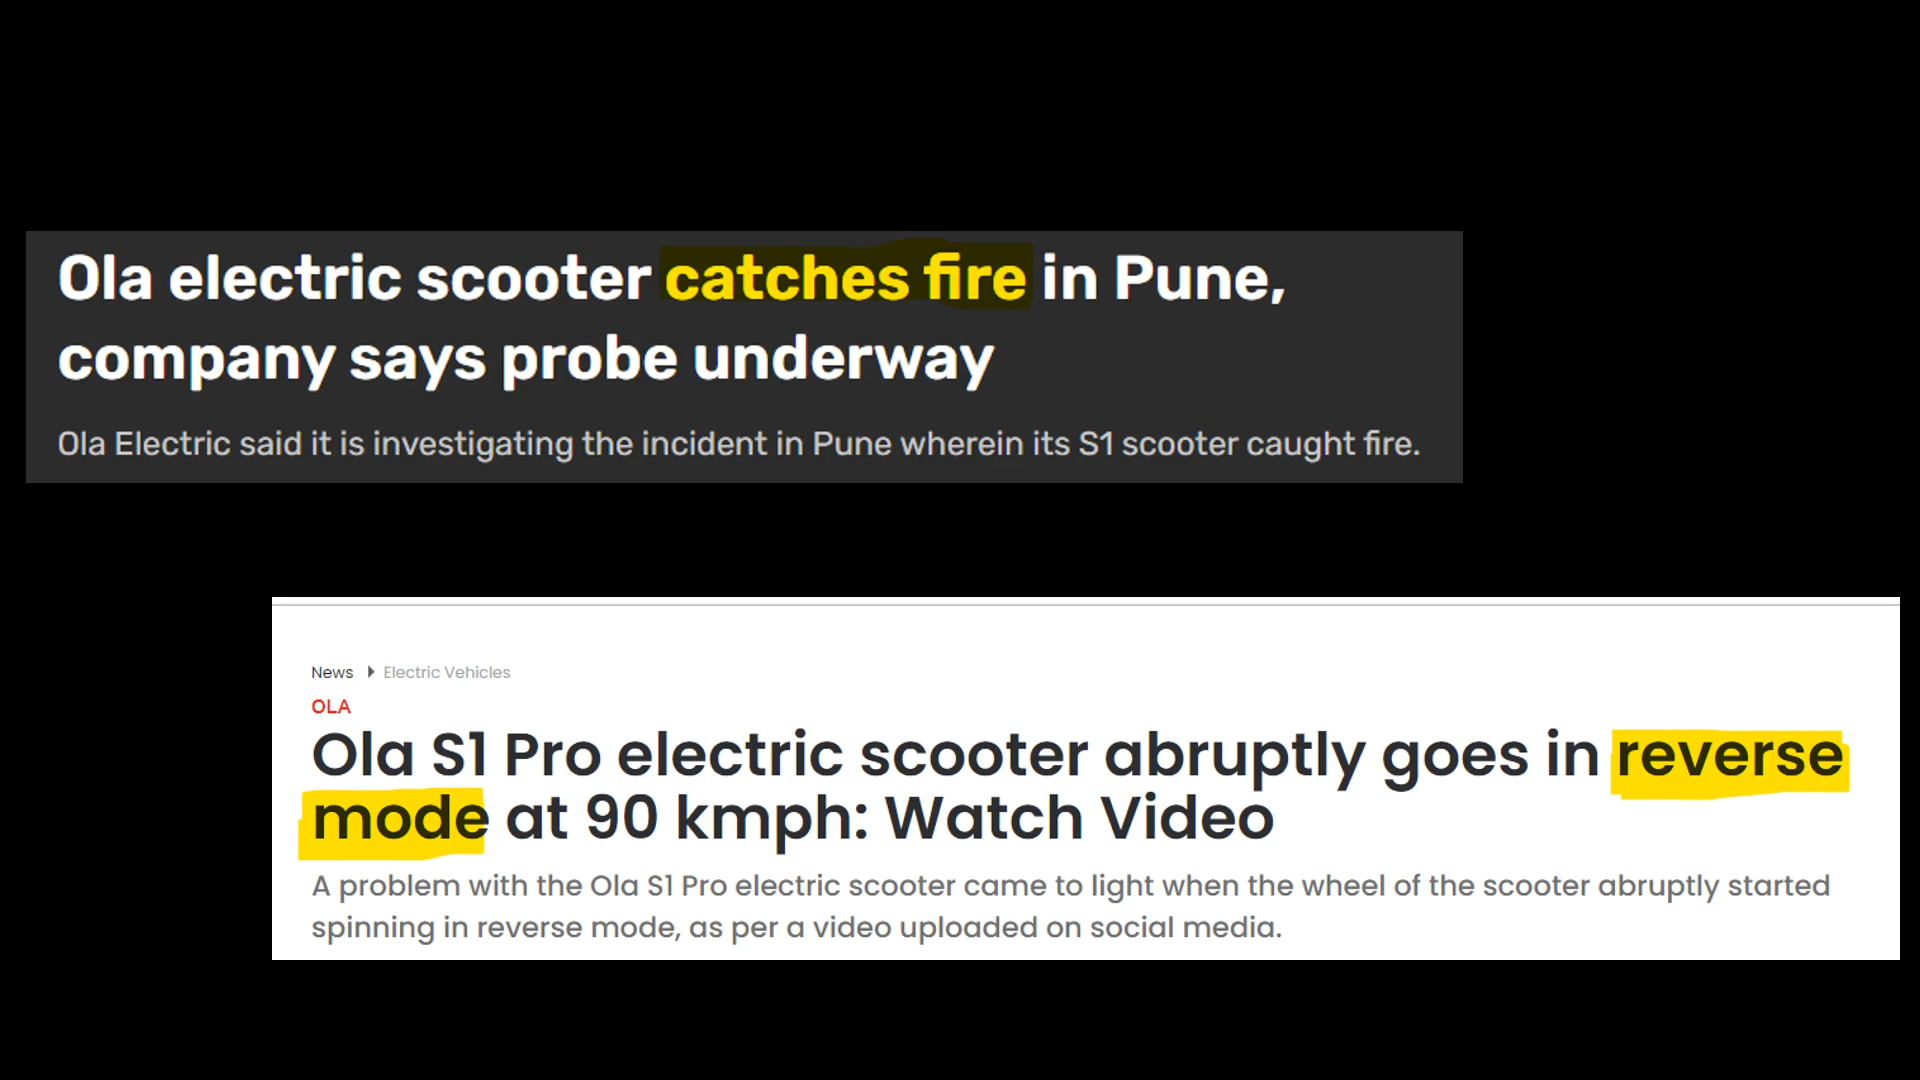 Ola electric scooter catches fire in Pune,
company says probe underway
Ola Electric said it is investigating the incident in Pune wherein its S1 scooter caught fire.
News Electric Vehicles
OLA
Ola S1 Pro electric scooter abruptly goes in reverse
mode at 90 kmph: Watch Video
A problem with the Ola S1 Pro electric scooter came to light when the wheel of the scooter abruptly started
spinning in reverse mode, as per a video uploaded on social media.